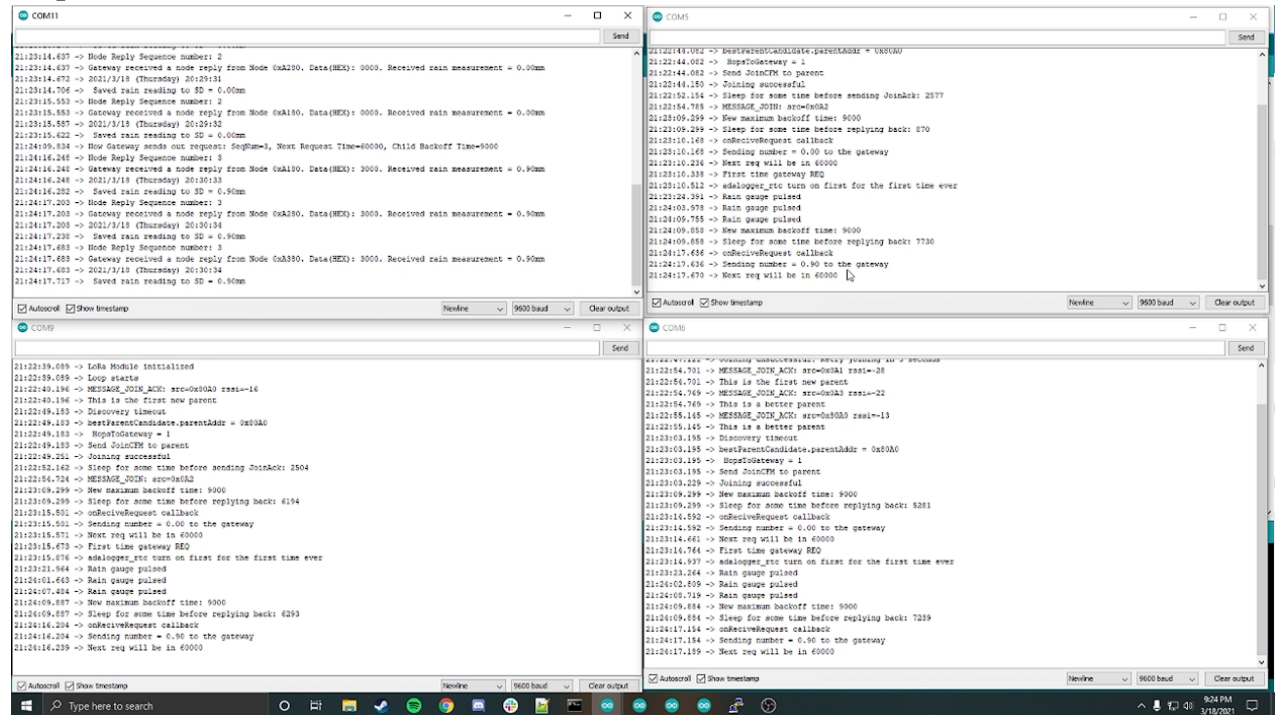 COM11
Send
21:23:14.637 -> Node Reply Sequence number: 2
21:23:14.637 -> Gateway received a node reply from Node 0xA280. Data(HEX): 0000. Received rain measurement = 0.00mm
21:23:14.672 -> 2021/3/18 (Thursday) 20:29:31
21:23:14.706 -> Saved rain reading to SD = 0.00mm
21:23:15.553 -> Node Reply Sequence number: 2
21:23:15.553 -> Gateway received a node reply from Node 0xA180. Data(HEX): 0000. Received rain measurement = 0.00mm
21:23:15.587 -> 2021/3/18 (Thursday) 20:29:32
21:23:15.622 -> Saved rain reading to SD = 0.00mm
21:24:09.834 -> Now Gateway sends out request: SeqNum=3, Next Request Time=60000, Child Backoff Time=9000
21:24:16.248 -> Node Reply Sequence number: 3
21:24:16.248 -> Gateway received a node reply from Node 0xA180. Data(HEX): 3000. Received rain measurement = 0.90mm
21:24:16.248 -> 2021/3/18 (Thursday) 20:30:33
21:24:16.282 -> Saved rain reading to SD = 0.90mm
21:24:17.203 -> Node Reply Sequence number: 3
21:24:17.203 -> Gateway received a node reply from Node 0xA280. Data(HEX): 3000. Received rain measurement = 0.90mm
21:24:17.203 -> 2021/3/18 (Thursday) 20:30:34
21:24:17.238 -> Saved rain reading to SD = 0.90mm
21:24:17.683 -> Node Reply Sequence number: 3
21:24:17.683 -> Gateway received a node reply from Node 0xA380. Data(HEX): 3000. Received rain measurement = 0.90mm
21:24:17.683 -> 2021/3/18 (Thursday) 20:30:34
21:24:17.717 -> Saved rain reading to SD = 0.90mm
Autoscroll Show timestamp Newline 9600 baud Clear output
COM5
Send
21:22:44.082 -> bestParentCandidate.parentAddr = 0x80A0
21:22:44.082 -> HopsToGateway = 1
21:22:44.082 -> Send JoinCFM to parent
21:22:44.150 -> Joining successful
21:22:52.154 -> Sleep for some time before sending JoinAck: 2577
21:22:54.785 -> MESSAGE_JOIN: src=0x0A2
21:23:09.299 -> New maximum backoff time: 9000
21:23:09.299 -> Sleep for some time before replying back: 870
21:23:10.168 -> onReciveRequest callback
21:23:10.168 -> Sending number = 0.00 to the gateway
21:23:10.236 -> Next req will be in 60000
21:23:10.338 -> First time gateway REQ
21:23:10.512 -> adalogger_rtc turn on first for the first time ever
21:23:24.391 -> Rain gauge pulsed
21:24:03.978 -> Rain gauge pulsed
21:24:09.755 -> Rain gauge pulsed
21:24:09.858 -> New maximum backoff time: 9000
21:24:09.858 -> Sleep for some time before replying back: 7730
21:24:17.636 -> onReciveRequest callback
21:24:17.636 -> Sending number = 0.90 to the gateway
21:24:17.670 -> Next req will be in 60000
Autoscroll Show timestamp Newline 9600 baud Clear output
COM9
Send
21:22:39.089 -> LoRa Module initialized
21:22:39.089 -> Loop starts
21:22:40.196 -> MESSAGE_JOIN_ACK: src=0x80A0 rssi=-16
21:22:40.196 -> This is the first new parent
21:22:49.183 -> Discovery timeout
21:22:49.183 -> bestParentCandidate.parentAddr = 0x80A0
21:22:49.183 -> HopsToGateway = 1
21:22:49.183 -> Send JoinCFM to parent
21:22:49.251 -> Joining successful
21:22:52.162 -> Sleep for some time before sending JoinAck: 2504
21:22:54.724 -> MESSAGE_JOIN: src=0x0A2
21:23:09.299 -> New maximum backoff time: 9000
21:23:09.299 -> Sleep for some time before replying back: 6194
21:23:15.501 -> onReciveRequest callback
21:23:15.501 -> Sending number = 0.00 to the gateway
21:23:15.571 -> Next req will be in 60000
21:23:15.673 -> First time gateway REQ
21:23:15.876 -> adalogger_rtc turn on first for the first time ever
21:23:21.964 -> Rain gauge pulsed
21:24:01.663 -> Rain gauge pulsed
21:24:07.484 -> Rain gauge pulsed
21:24:09.887 -> New maximum backoff time: 9000
21:24:09.887 -> Sleep for some time before replying back: 6293
21:24:16.204 -> onReciveRequest callback
21:24:16.204 -> Sending number = 0.90 to the gateway
21:24:16.239 -> Next req will be in 60000
Autoscroll Show timestamp Newline 9600 baud Clear output
COM6
Send
21:22:47.122 -> Joining unsuccessful. Retry joining in 5 seconds
21:22:54.701 -> MESSAGE_JOIN_ACK: src=0x0A1 rssi=-28
21:22:54.701 -> This is the first new parent
21:22:54.769 -> MESSAGE_JOIN_ACK: src=0x0A3 rssi=-22
21:22:54.769 -> This is a better parent
21:22:55.145 -> MESSAGE_JOIN_ACK: src=0x80A0 rssi=-13
21:22:55.145 -> This is a better parent
21:23:03.195 -> Discovery timeout
21:23:03.195 -> bestParentCandidate.parentAddr = 0x80A0
21:23:03.195 -> HopsToGateway = 1
21:23:03.195 -> Send JoinCFM to parent
21:23:03.229 -> Joining successful
21:23:09.299 -> New maximum backoff time: 9000
21:23:09.299 -> Sleep for some time before replying back: 5281
21:23:14.592 -> onReciveRequest callback
21:23:14.592 -> Sending number = 0.00 to the gateway
21:23:14.661 -> Next req will be in 60000
21:23:14.764 -> First time gateway REQ
21:23:14.937 -> adalogger_rtc turn on first for the first time ever
21:23:23.264 -> Rain gauge pulsed
21:24:02.809 -> Rain gauge pulsed
21:24:08.719 -> Rain gauge pulsed
21:24:09.884 -> New maximum backoff time: 9000
21:24:09.884 -> Sleep for some time before replying back: 7289
21:24:17.154 -> onReciveRequest callback
21:24:17.154 -> Sending number = 0.90 to the gateway
21:24:17.189 -> Next req will be in 60000
Autoscroll Show timestamp Newline 9600 baud Clear output
Type here to search
9:24 PM
3/18/2021